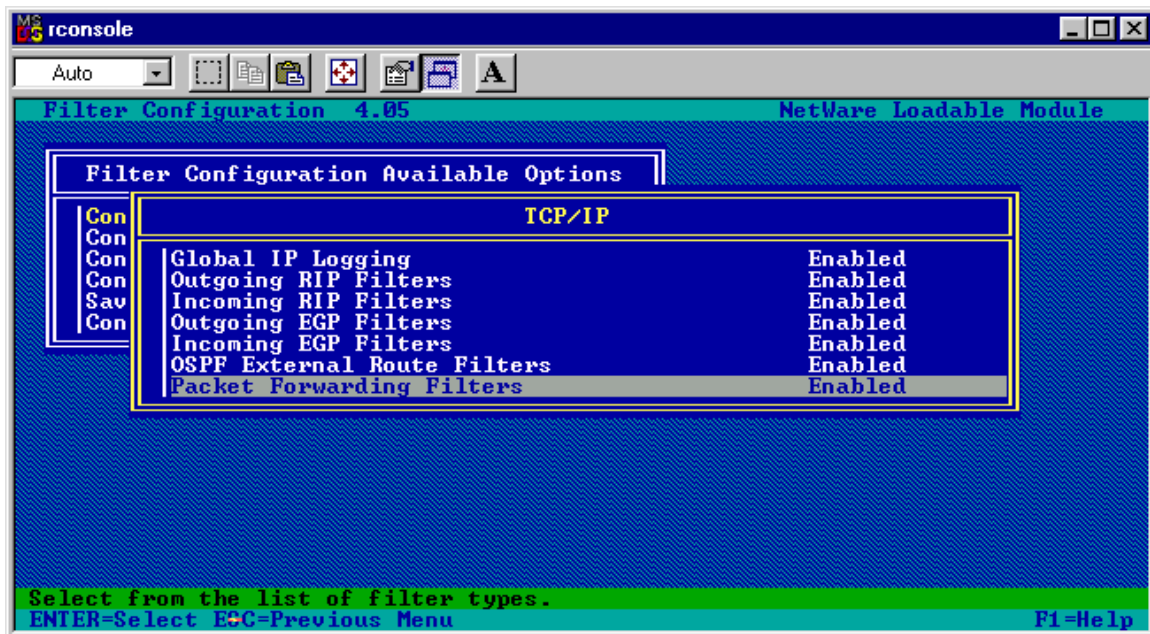 rconsole
Auto
A
Filter Configuration 4.05 NetWare Loadable Module
Filter Configuration Available Options
TCP/IP
Con
Con
Con
Con
Sav
Con
Global IP Logging Enabled
Outgoing RIP Filters Enabled
Incoming RIP Filters Enabled
Outgoing EGP Filters Enabled
Incoming EGP Filters Enabled
OSPF External Route Filters Enabled
Packet Forwarding Filters Enabled
Select from the list of filter types.
ENTER=Select ESC=Previous Menu F1=Help